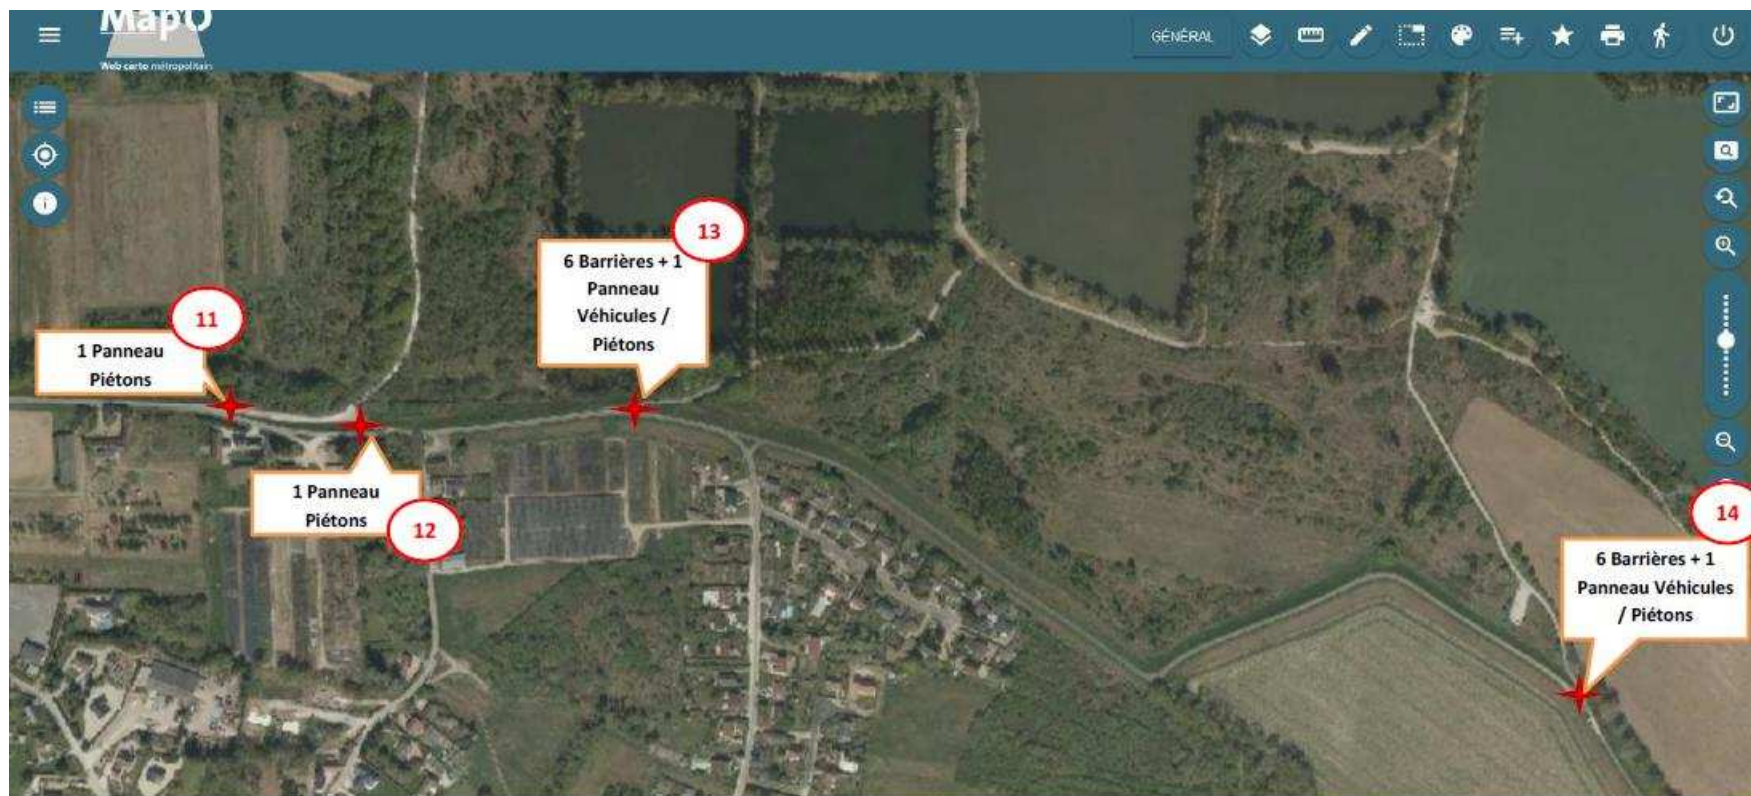 MapO
Web carto métropolitain
GÉNÉRAL
13
6 Barrières + 1
Panneau
Véhicules /
Piétons
11
1 Panneau
Piétons
1 Panneau
Piétons
12
14
6 Barrières + 1
Panneau Véhicules
/ Piétons